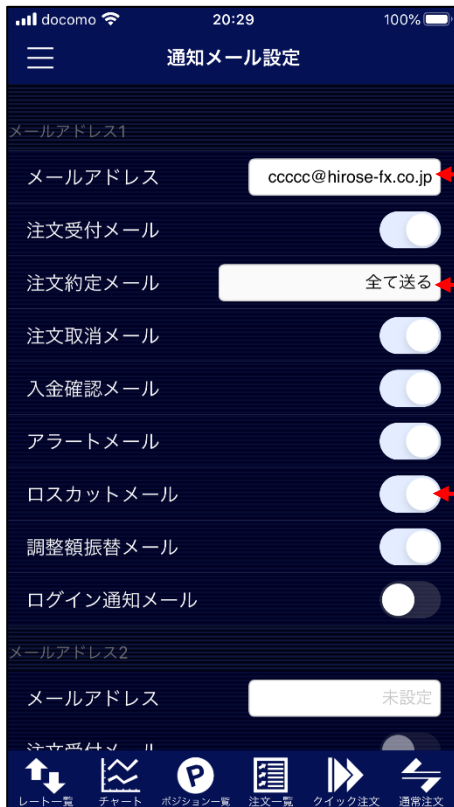 docomo 20:29 100%
通知メール設定
メールアドレス1
メールアドレス ccccc@hirose-fx.co.jp
注文受付メール
注文約定メール 全て送る
注文取消メール
入金確認メール
アラートメール
ロスカットメール
調整額振替メール
ログイン通知メール
メールアドレス2
メールアドレス 未設定
注文受付メール
レート一覧 チャート ポジション一覧 注文一覧 クイック注文 通常注文